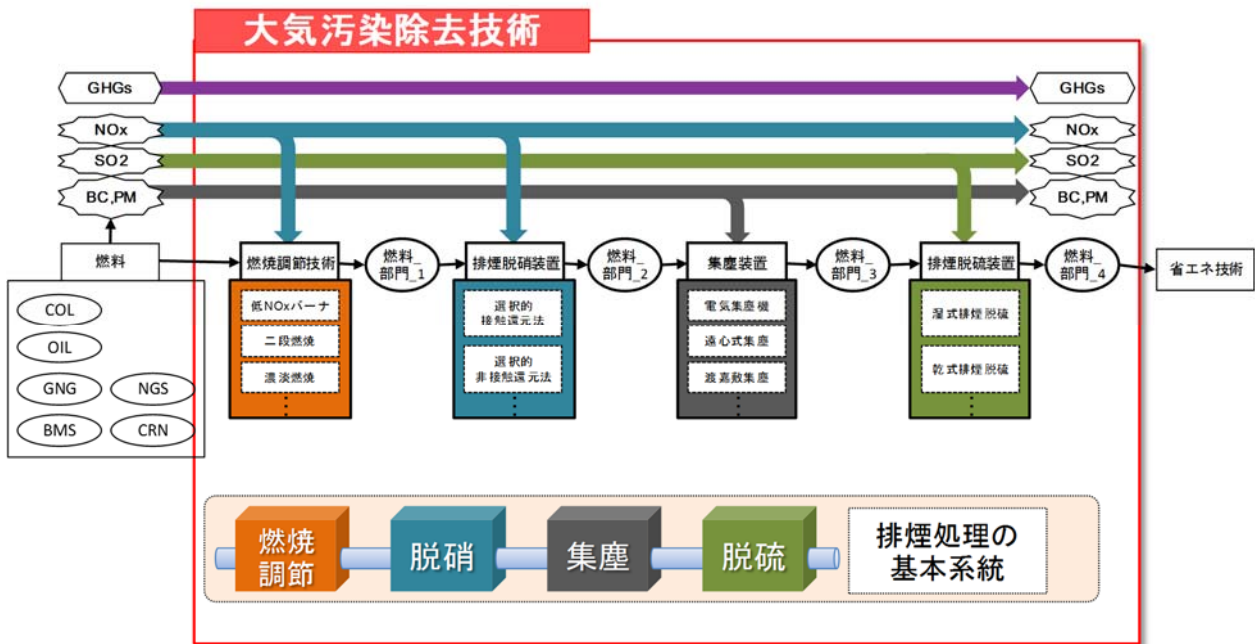 大気汚染除去技術
GHGs
GHGs
NOx
NOx
SO2
SO2
BC,PM
BC,PM
燃料
燃焼調節技術
燃料_
部門_1
排煙脱硝装置
燃料_
部門_2
集塵装置
燃料_
部門_3
排煙脱硫装置
燃料_
部門_4
省エネ技術
COL
OIL
GNG
NGS
BMS
CRN
低NOxバーナ
二段燃焼
濃淡燃焼
選択的
接触還元法
選択的
非接触還元法
電気集塵機
遠心式集塵
渡嘉敷集塵
湿式排煙脱硫
乾式排煙脱硫
燃焼
調節
脱硝
集塵
脱硫
排煙処理の
基本系統